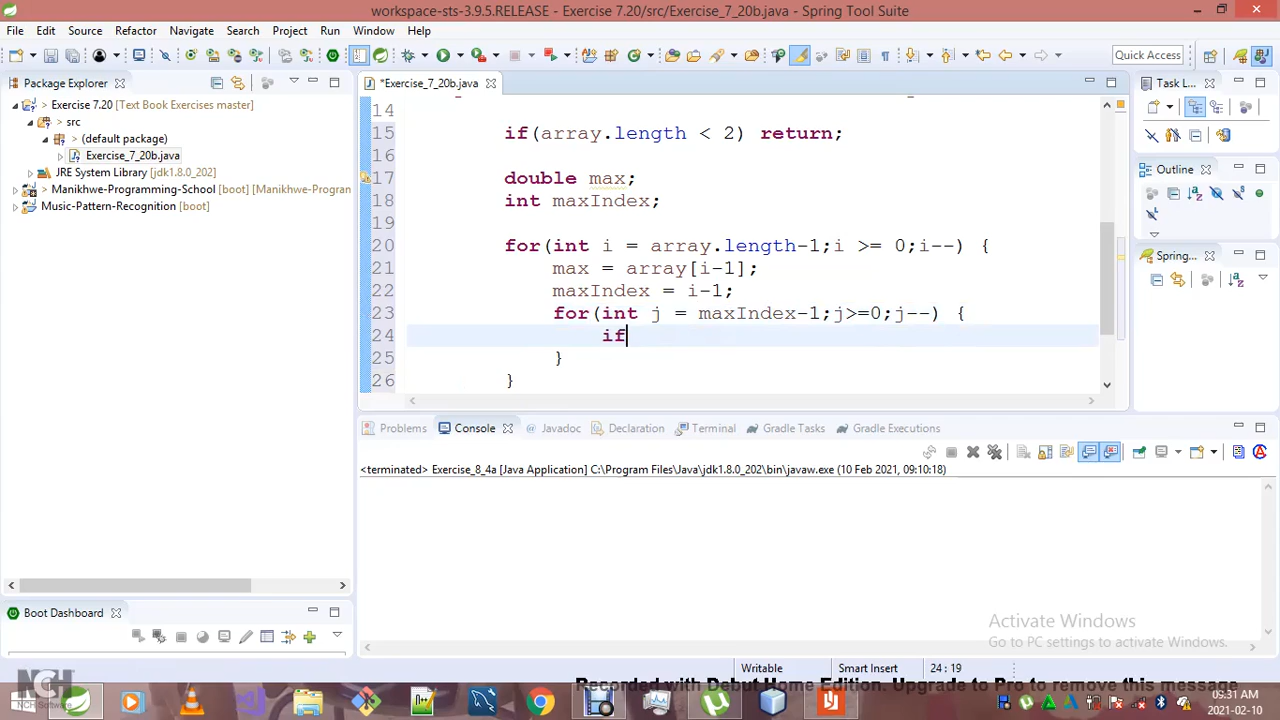 workspace-sts-3.9.5.RELEASE - Exercise 7.20/src/Exercise_7_20b.java - Spring Tool Suite
File Edit Source Refactor Navigate Search Project Run Window Help
Quick Access
Package Explorer
*Exercise_7_20b.java
Task L...
> Exercise 7.20 [Text Book Exercises master]
> src
> (default package)
Exercise_7_20b.java
JRE System Library [jdk1.8.0_202]
> Manikhwe-Programming-School [boot] [Manikhwe-Program
Music-Pattern-Recognition [boot]
14
15 if(array.length < 2) return;
16
17 double max;
18 int maxIndex;
19
20 for(int i = array.length-1;i >= 0;i--) {
21 max = array[i-1];
22 maxIndex = i-1;
23 for(int j = maxIndex-1;j>=0;j--) {
24 if
25 }
26 }
Outline
Spring...
Problems Console Javadoc Declaration Terminal Gradle Tasks Gradle Executions
<terminated> Exercise_8_4a [Java Application] C:\Program Files\Java\jdk1.8.0_202\bin\javaw.exe (10 Feb 2021, 09:10:18)
Boot Dashboard
Activate Windows
Go to PC settings to activate Windows.
Writable Smart Insert 24 : 19
NCH Software
Recorded with Debut Home Edition. Upgrade to Pro to remove this message
09:31 AM
2021-02-10